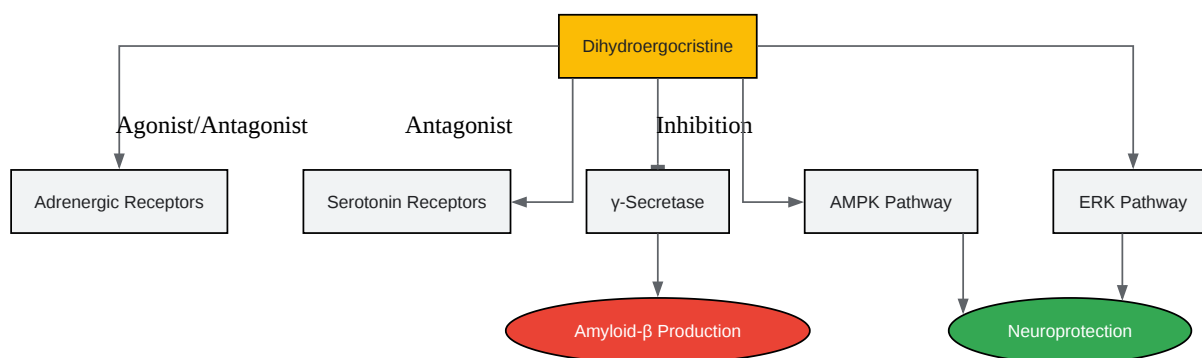 Dihydroergocristine
Agonist/Antagonist
Antagonist
Inhibition
Adrenergic Receptors
Serotonin Receptors
γ-Secretase
AMPK Pathway
ERK Pathway
Amyloid-β Production
Neuroprotection